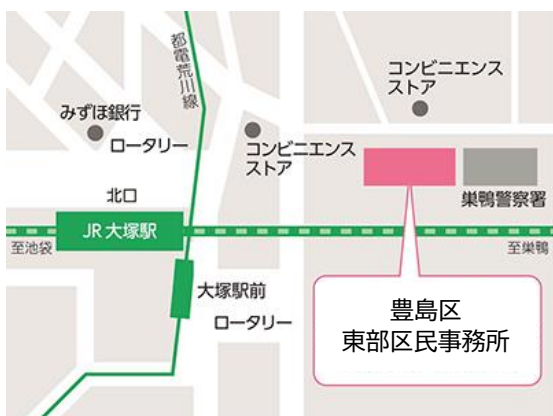 都電荒川線
コンビニエンス
ストア
みずほ銀行
ロータリー
コンビニエンス
ストア
北口
巣鴨警察署
JR 大塚駅
至池袋
至巣鴨
大塚駅前
ロータリー
豊島区
東部区民事務所